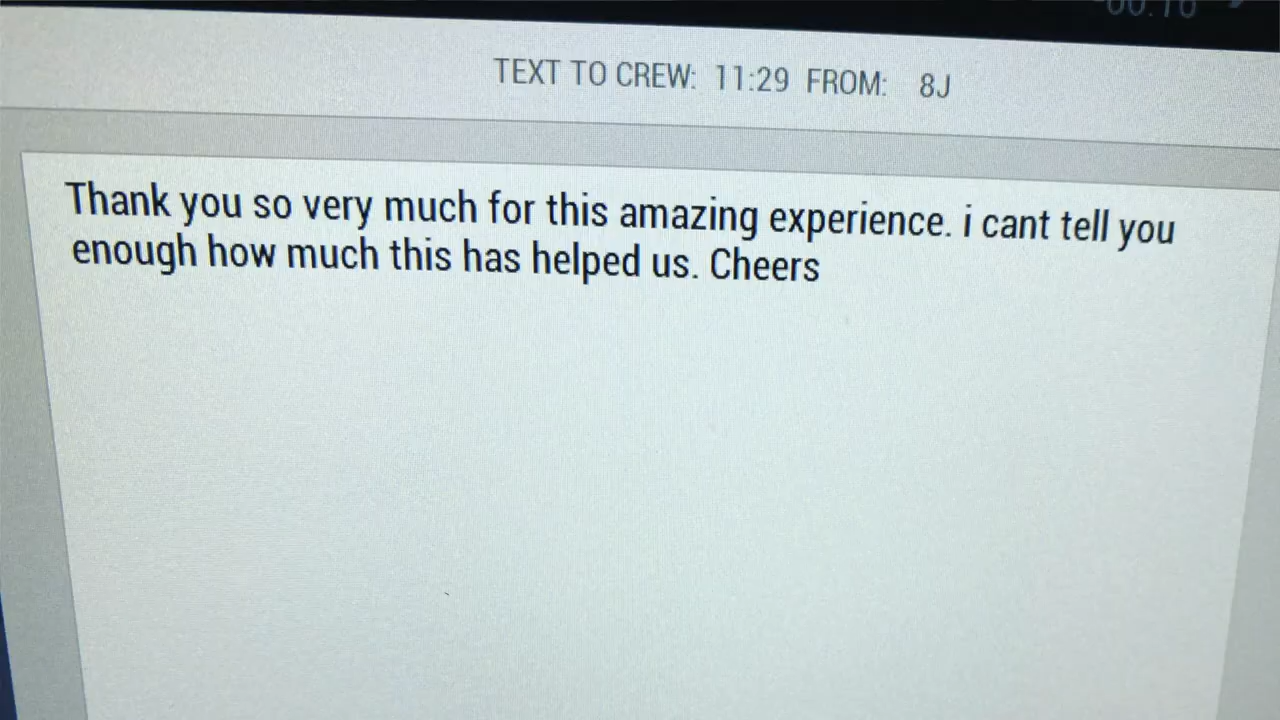 TEXT TO CREW: 11:29 FROM: 8J
Thank you so very much for this amazing experience. i cant tell you
enough how much this has helped us. Cheers